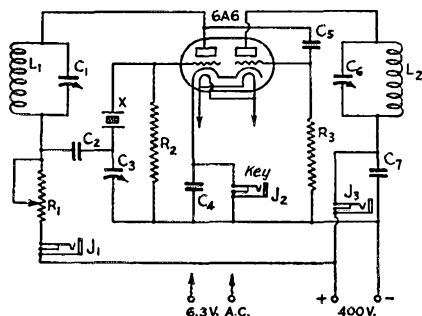 6A6
C5
L1
C1
C6
L2
X
C2
R2
R3
C3
C7
Key
J3
R1
C4
J2
J1
+ -
6.3V. A.C.
400V.